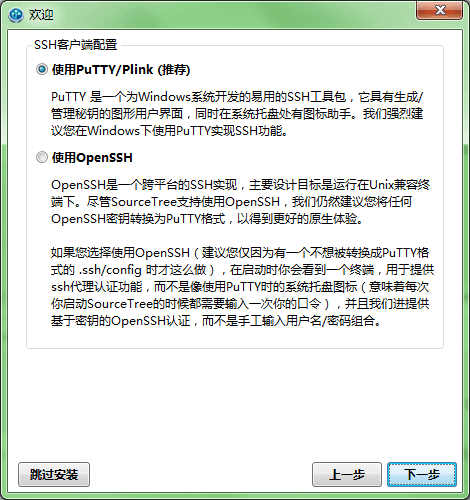 欢迎
SSH客户端配置
使用PuTTY/Plink (推荐)
PuTTY 是一个为Windows系统开发的易用的SSH工具包，它具有生成/
管理秘钥的图形用户界面，同时在系统托盘处有图标助手。我们强烈建
议您在Windows下使用PuTTY实现SSH功能。
使用OpenSSH
OpenSSH是一个跨平台的SSH实现，主要设计目标是运行在Unix兼容终
端下。尽管SourceTree支持使用OpenSSH，我们仍然建议您将任何
OpenSSH密钥转换为PuTTY格式，以得到更好的原生体验。
如果您选择使用OpenSSH（建议您仅因为有一个不想被转换成PuTTY格
式的 .ssh/config 时才这么做），在启动时你会看到一个终端，用于提供
ssh代理认证功能，而不是像使用PuTTY时的系统托盘图标（意味着每次
你启动SourceTree的时候都需要输入一次你的口令），并且我们进提供
基于密钥的OpenSSH认证，而不是手工输入用户名/密码组合。
跳过安装
上一步
下一步